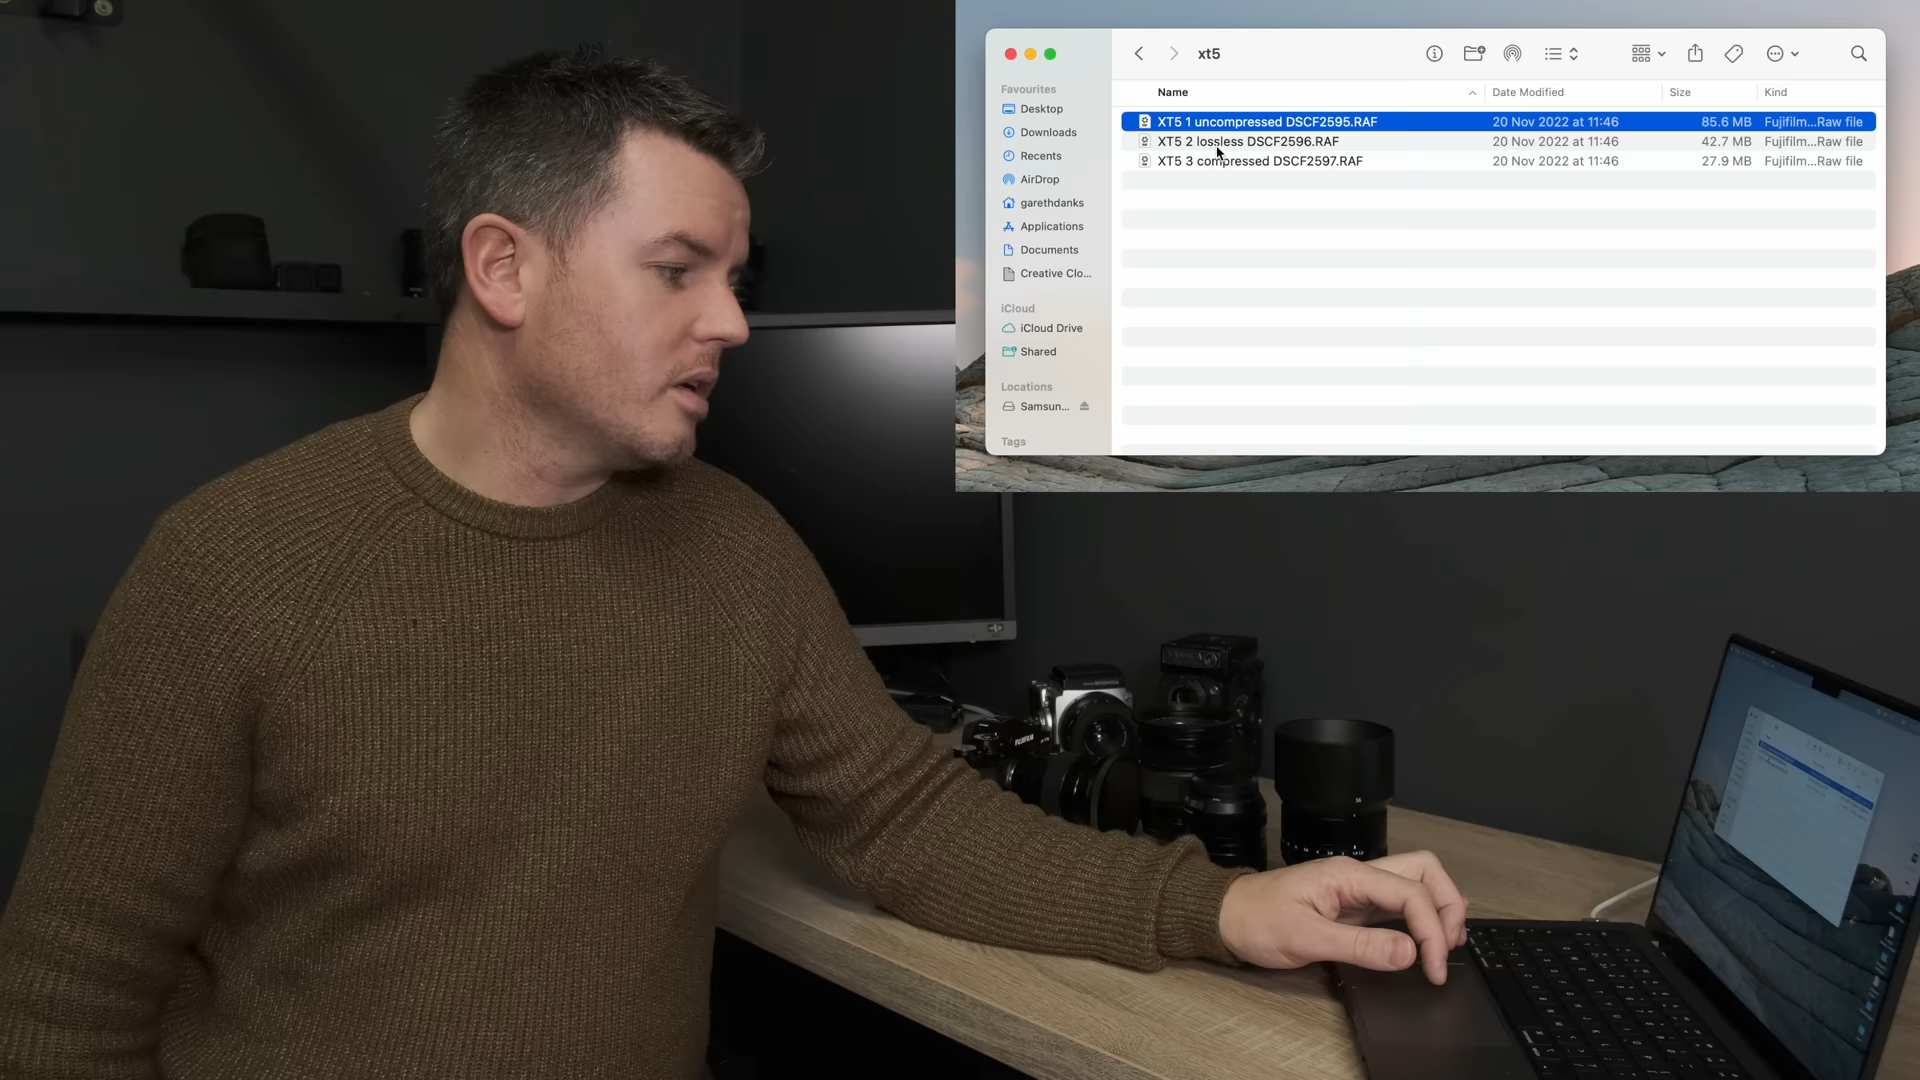 xt5
Name Date Modified Size Kind
XT5 1 uncompressed DSCF2595.RAF 20 Nov 2022 at 11:46 85.6 MB Fujifilm...Raw file
XT5 2 lossless DSCF2596.RAF 20 Nov 2022 at 11:46 42.7 MB Fujifilm...Raw file
XT5 3 compressed DSCF2597.RAF 20 Nov 2022 at 11:46 27.9 MB Fujifilm...Raw file
Favourites
Desktop
Downloads
Recents
AirDrop
garethdanks
Applications
Documents
Creative Clo...
iCloud
iCloud Drive
Shared
Locations
Samsun...
Tags
FUJIFILM
56